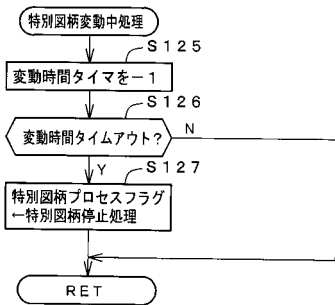 特別図柄変動中処理
S125
変動時間タイマを－1
S126
変動時間タイムアウト?
N
Y
S127
特別図柄プロセスフラグ
←特別図柄停止処理
RET